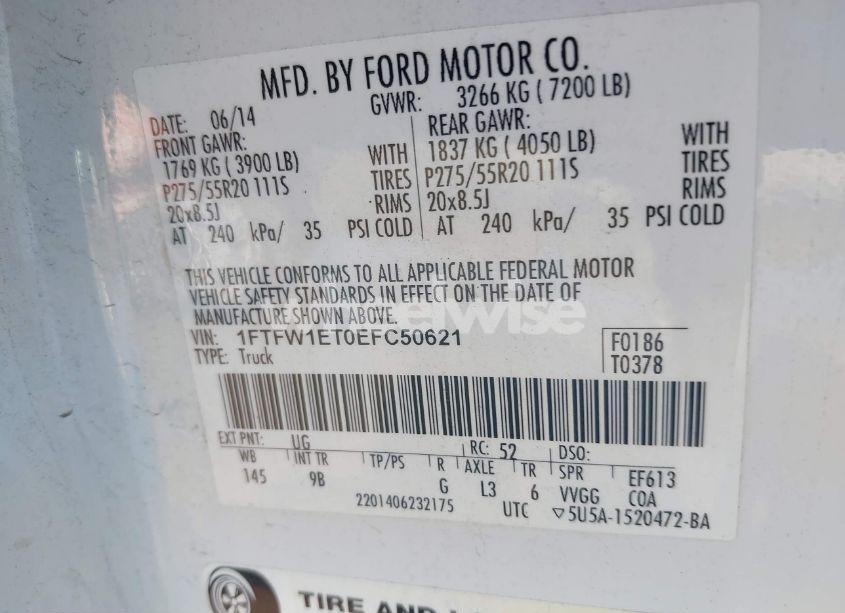 MFD. BY FORD MOTOR CO.
GVWR: 3266 KG ( 7200 LB)
DATE: 06/14
FRONT GAWR:
1769 KG ( 3900 LB) WITH
P275/55R20 111S TIRES
20x8.5J RIMS
AT 240 kPa/ 35 PSI COLD
REAR GAWR:
1837 KG ( 4050 LB) WITH
P275/55R20 111S TIRES
20x8.5J RIMS
AT 240 kPa/ 35 PSI COLD
THIS VEHICLE CONFORMS TO ALL APPLICABLE FEDERAL MOTOR
VEHICLE SAFETY STANDARDS IN EFFECT ON THE DATE OF
MANUFACTURE SHOWN ABOVE.
VIN: 1FTFW1ET0EFC50621
TYPE: Truck
F0186
T0378
EXT PNT: UG RC: 52 DSO:
WB INT TR TP/PS R AXLE TR SPR EF613
145 9B G L3 6 VVGG COA
2201406232175 UTC ▽5U5A-1520472-BA
TIRE AND